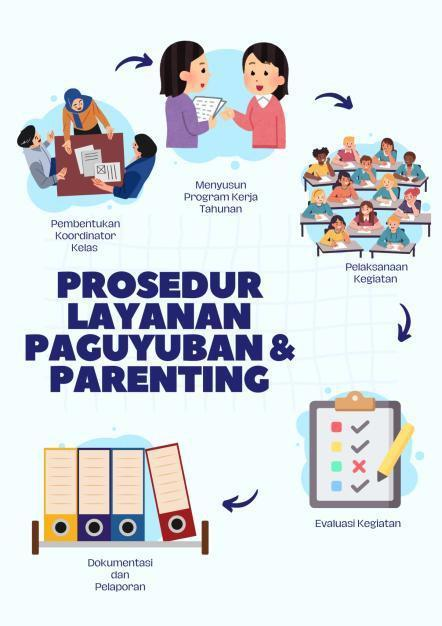 Pembentukan
Koordinator
Kelas
Menyusun
Program Kerja
Tahunan
Pelaksanaan
Kegiatan
PROSEDUR
LAYANAN
PAGUYUBAN &
PARENTING
Evaluasi Kegiatan
Dokumentasi
dan
Pelaporan